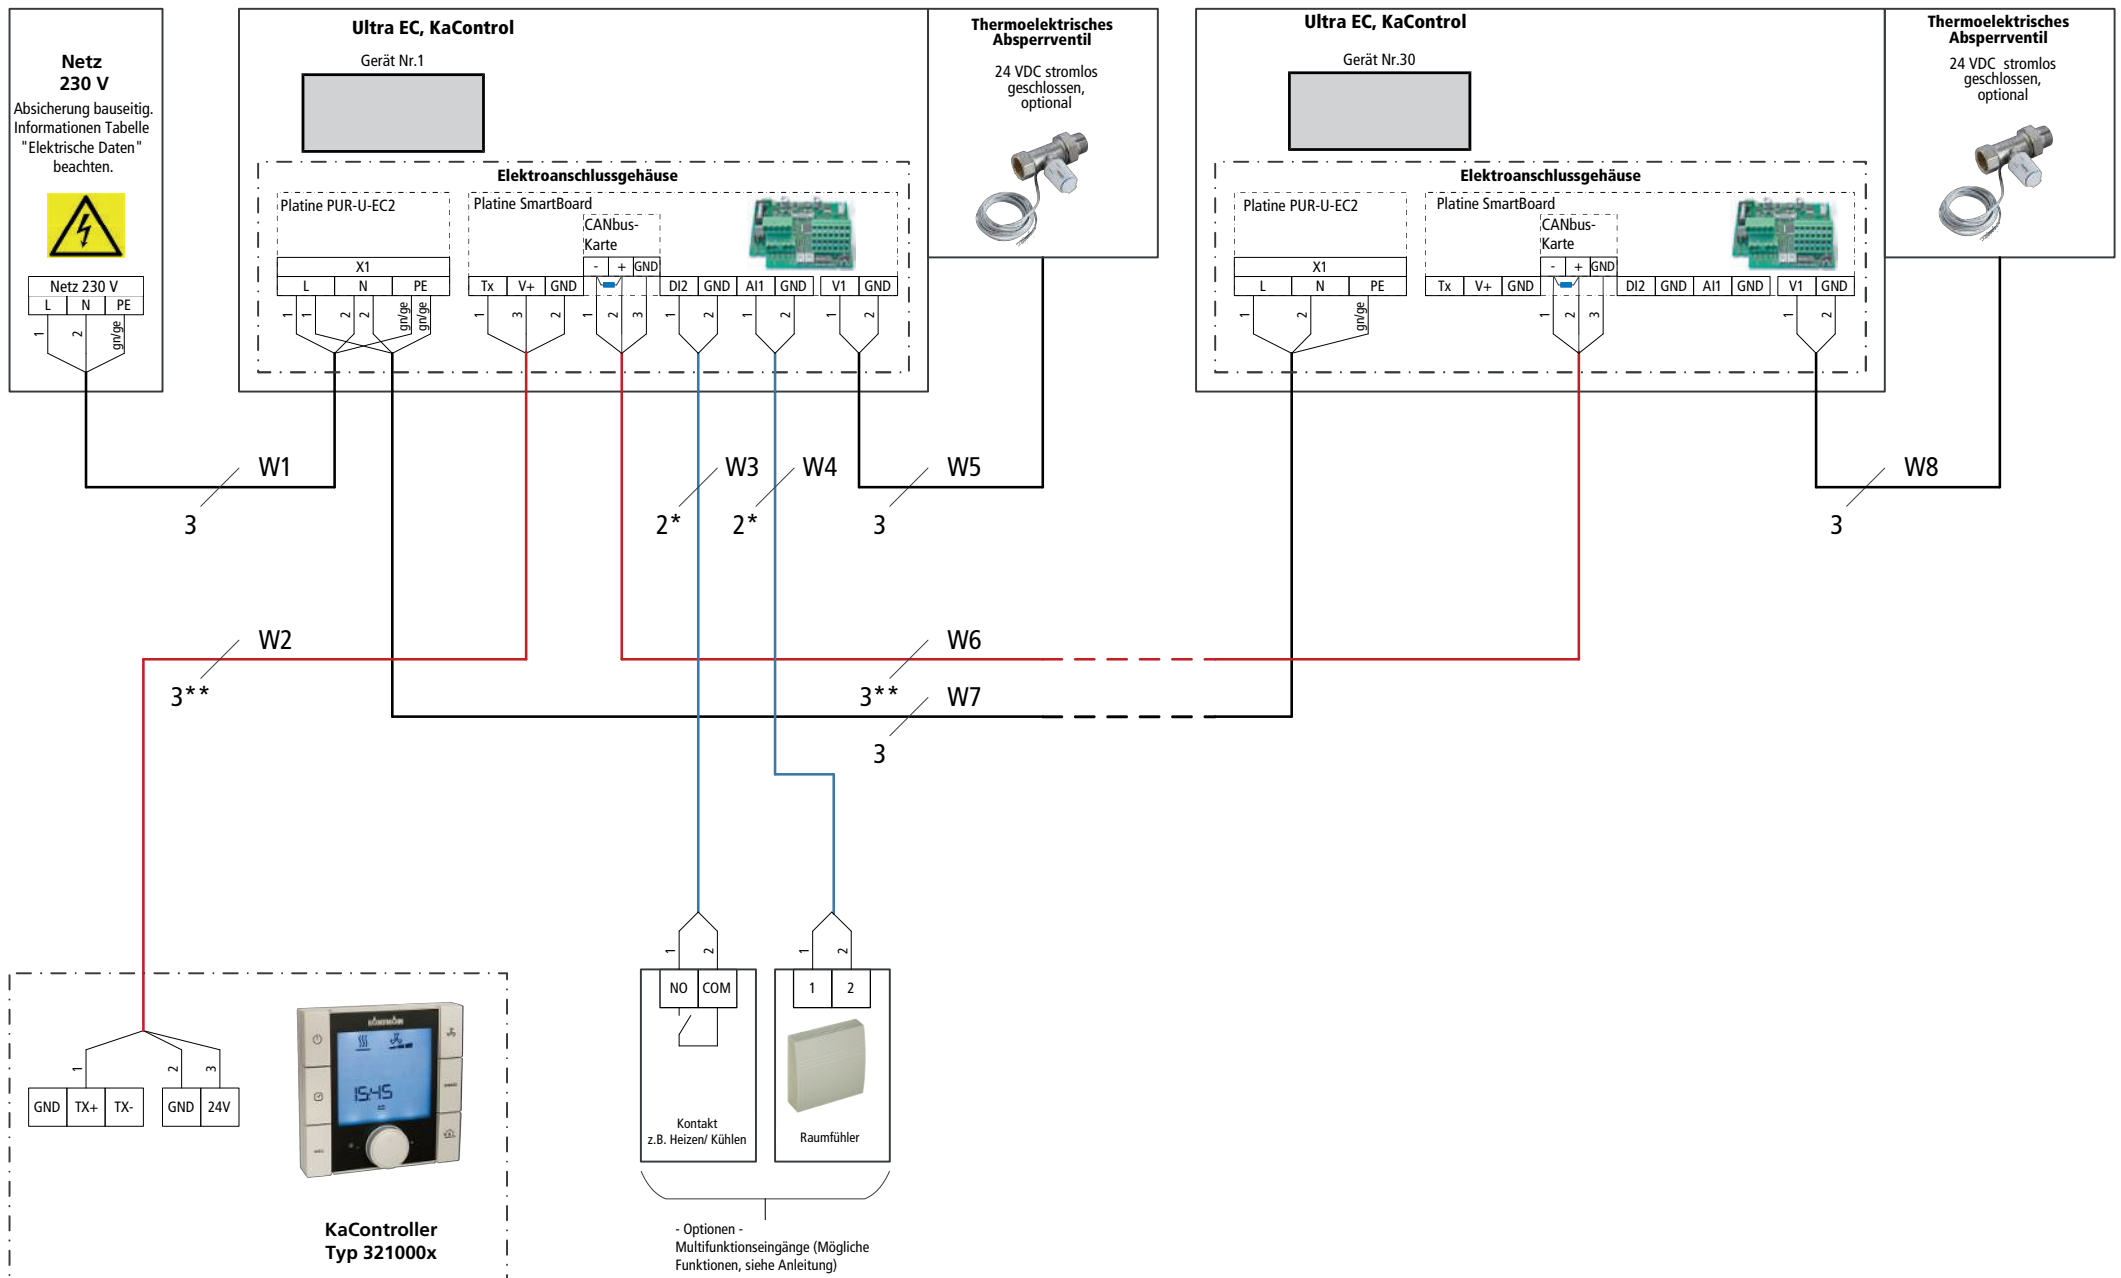 Netz
230 V
Absicherung bauseitig.
Informationen Tabelle
"Elektrische Daten"
beachten.
Netz 230 V
L N PE
1 2 gn/ge
Ultra EC, KaControl
Gerät Nr.1
Elektroanschlussgehäuse
Platine PUR-U-EC2
X1
L N PE
1 1 2 2 gn/ge gn/ge
Platine SmartBoard
CANbus-
Karte
- + GND
Tx V+ GND DI2 GND AI1 GND V1 GND
1 3 2 1 2 3 1 2 1 2 1 2
Thermoelektrisches
Absperrventil
24 VDC stromlos
geschlossen,
optional
Ultra EC, KaControl
Gerät Nr.30
Elektroanschlussgehäuse
Platine PUR-U-EC2
X1
L N PE
1 2 gn/ge
Platine SmartBoard
CANbus-
Karte
- + GND
Tx V+ GND DI2 GND AI1 GND V1 GND
1 2 3 1 2
Thermoelektrisches
Absperrventil
24 VDC stromlos
geschlossen,
optional
W1
3
W3
2*
W4
2*
W5
3
W8
3
W2
3**
W6
3**
W7
3
1 2
NO COM
Kontakt
z.B. Heizen/ Kühlen
1 2
1 2
Raumfühler
- Optionen -
Multifunktionseingänge (Mögliche
Funktionen, siehe Anleitung)
1 2 3
GND TX+ TX- GND 24V
15:45
KaController
Typ 321000x